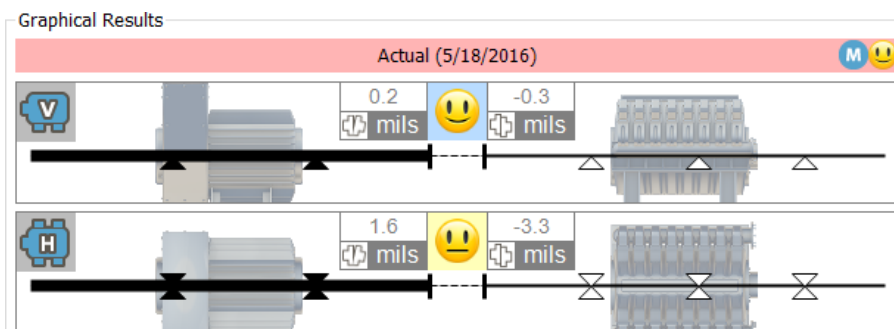 Graphical Results
Actual (5/18/2016)
M
V
0.2
mils
-0.3
mils
H
1.6
mils
-3.3
mils